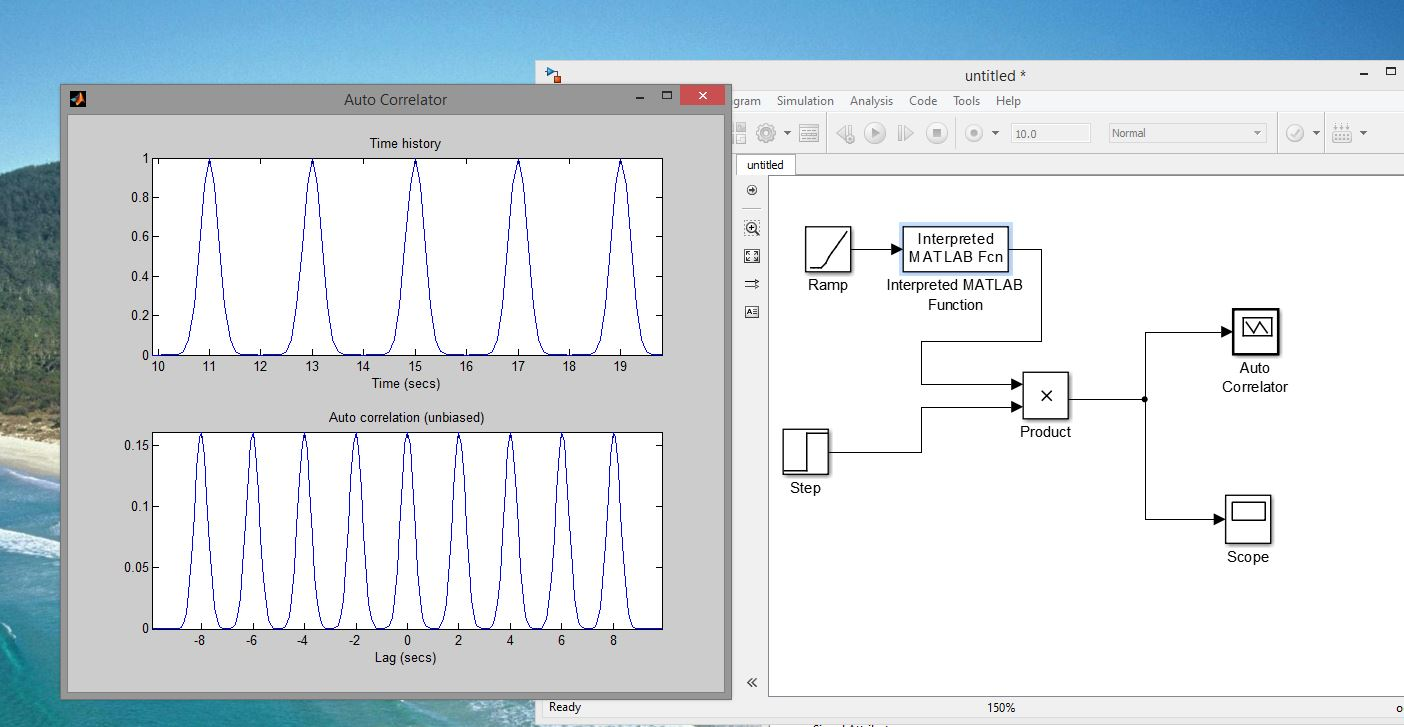 Auto Correlator
Time history
1
0.8
0.6
0.4
0.2
0
10 11 12 13 14 15 16 17 18 19
Time (secs)
Auto correlation (unbiased)
0.15
0.1
0.05
0
-8 -6 -4 -2 0 2 4 6 8
Lag (secs)
untitled *
gram Simulation Analysis Code Tools Help
10.0 Normal
untitled
Interpreted
MATLAB Fcn
Ramp
Interpreted MATLAB
Function
Auto
Correlator
×
Product
Step
Scope
Ready 150%